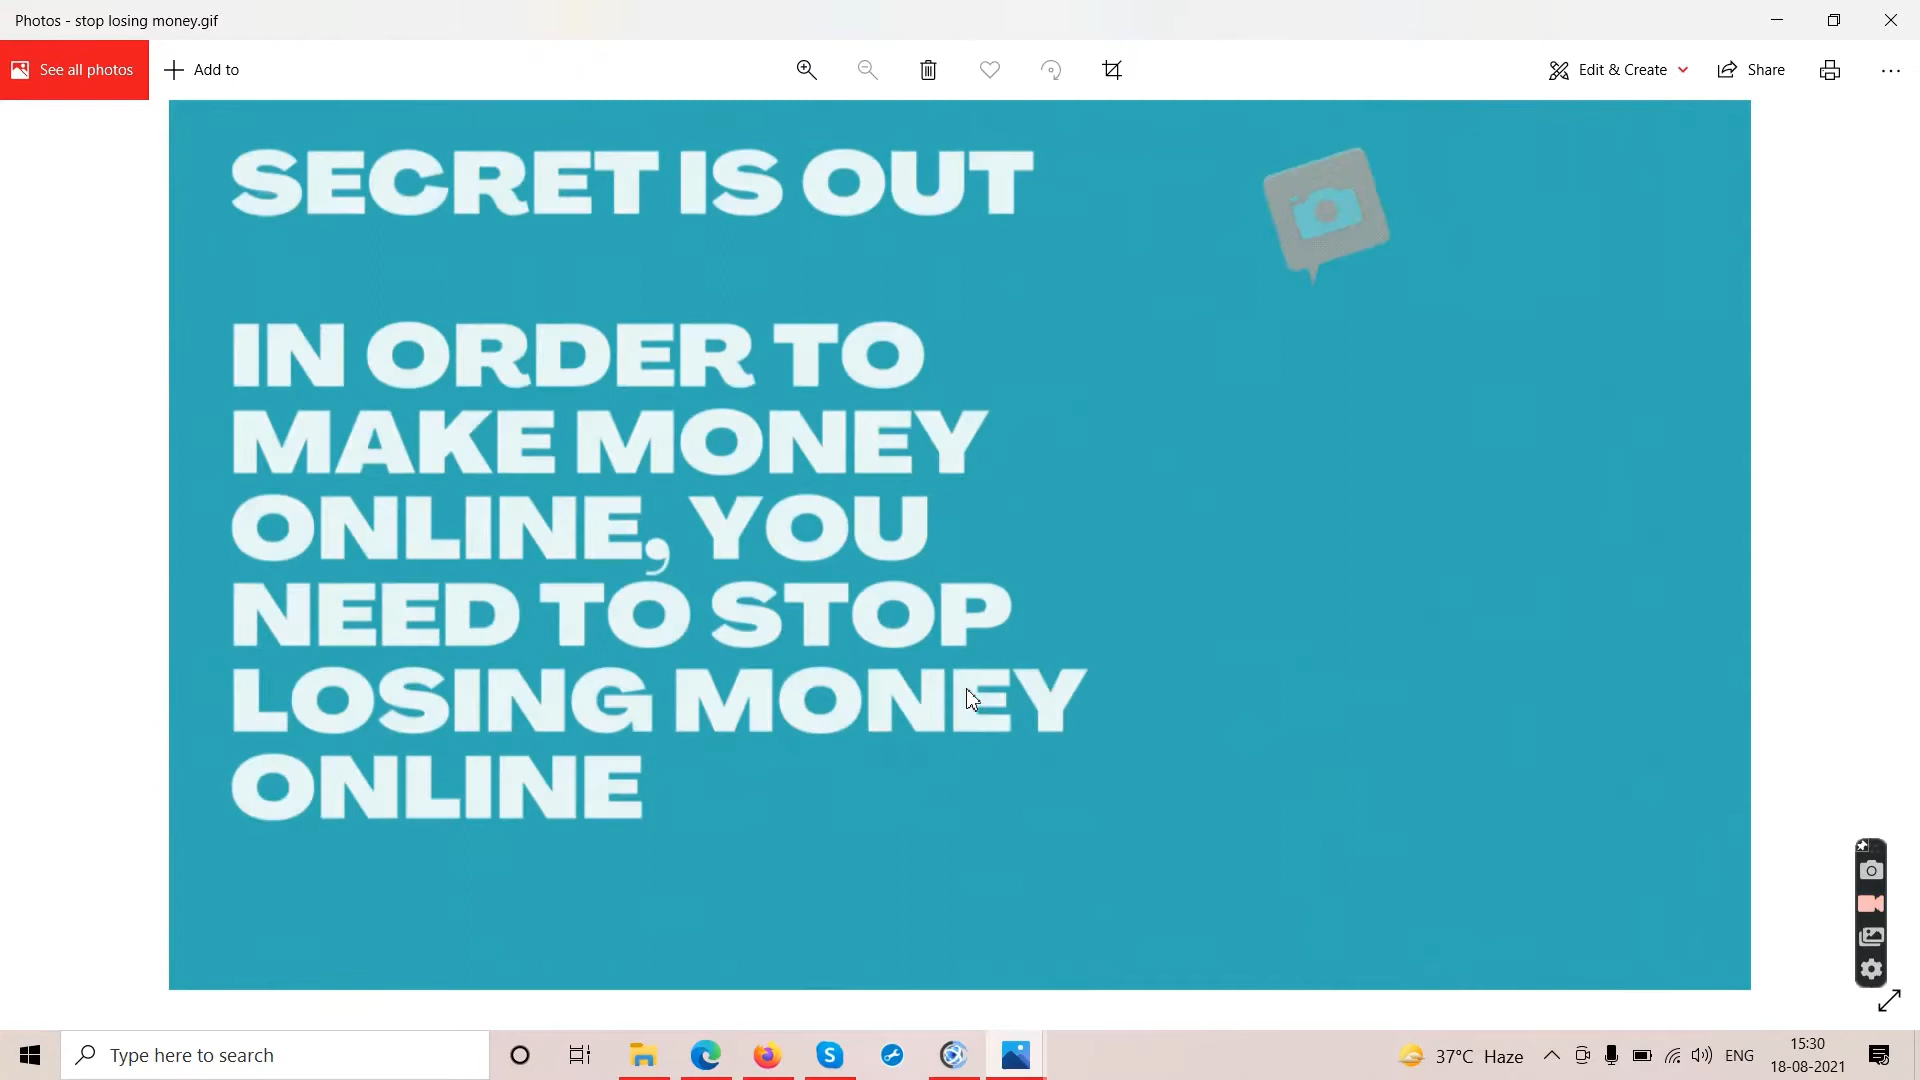 Photos - stop losing money.gif
See all photos
Add to
Edit & Create
Share
SECRET IS OUT
IN ORDER TO
MAKE MONEY
ONLINE, YOU
NEED TO STOP
LOSING MONEY
ONLINE
Type here to search
37°C Haze
ENG
15:30
18-08-2021